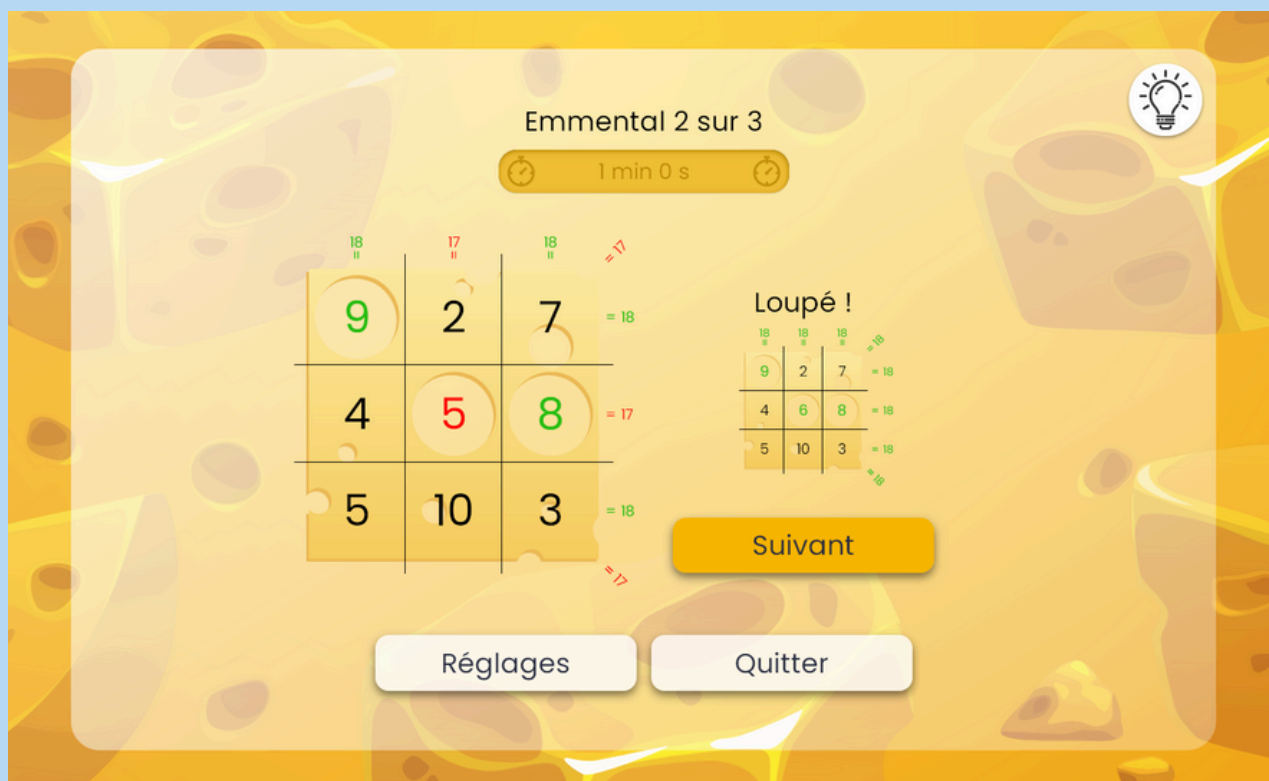 Emmental 2 sur 3
1 min 0 s
18 = 17 = 18 = = 17
9 2 7 = 18
4 5 8 = 17
5 10 3 = 18
= 17
Loupé !
18 = 18 = 18 = = 18
9 2 7 = 18
4 6 8 = 18
5 10 3 = 18
= 18
Suivant
Réglages
Quitter